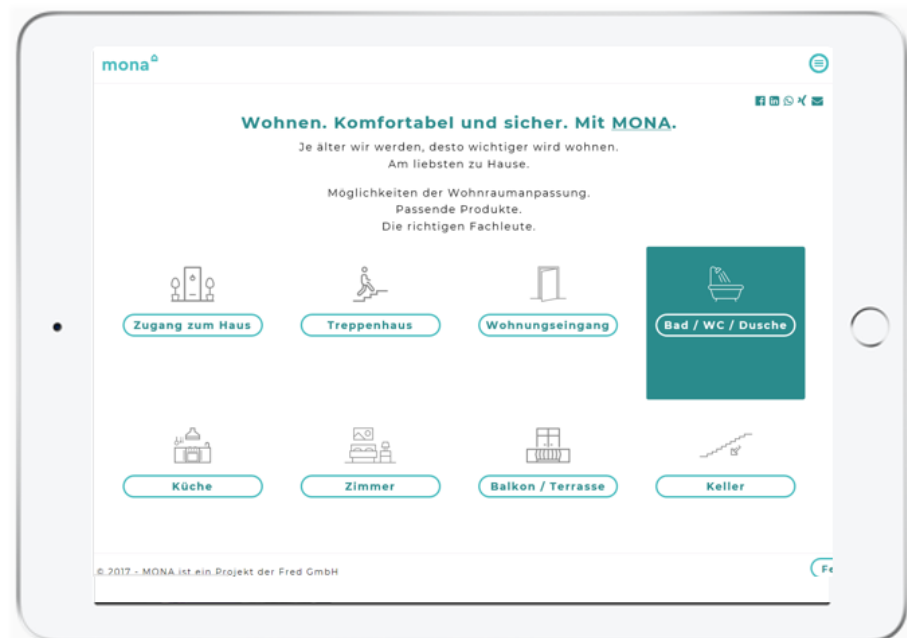 mona
Wohnen. Komfortabel und sicher. Mit MONA.
Je älter wir werden, desto wichtiger wird wohnen.
Am liebsten zu Hause.
Möglichkeiten der Wohnraumanpassung.
Passende Produkte.
Die richtigen Fachleute.
Zugang zum Haus
Treppenhaus
Wohnungseingang
Bad / WC / Dusche
Küche
Zimmer
Balkon / Terrasse
Keller
© 2017 - MONA ist ein Projekt der Fred GmbH